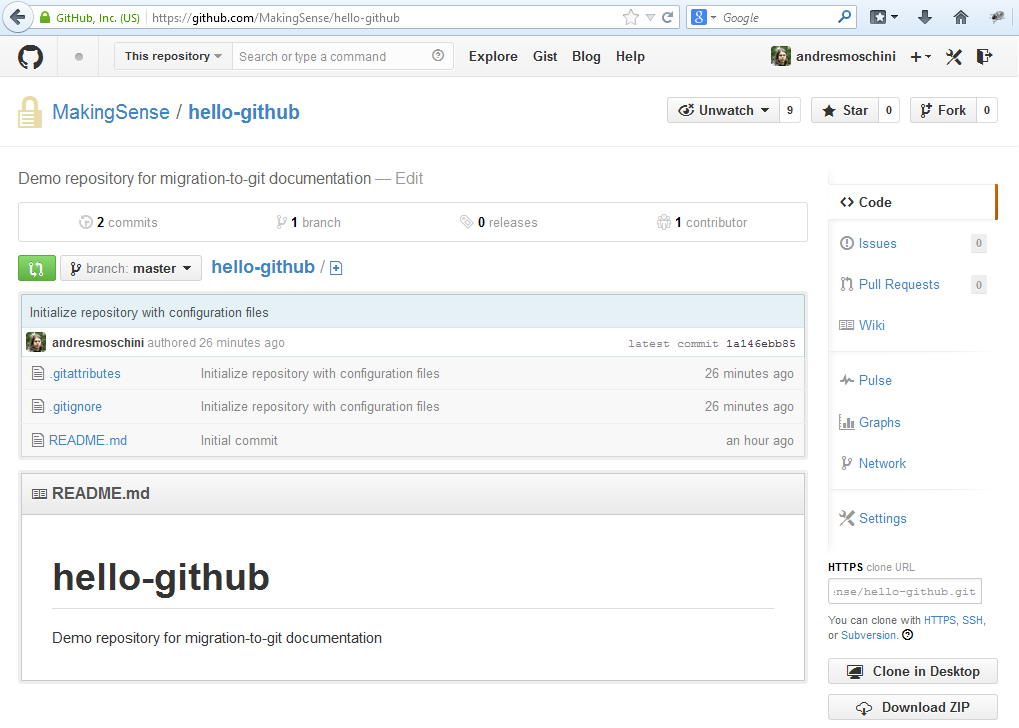 GitHub, Inc. (US) https://github.com/MakingSense/hello-github Google
This repository Search or type a command Explore Gist Blog Help andresmoschini
MakingSense / hello-github Unwatch 9 Star 0 Fork 0
Demo repository for migration-to-git documentation — Edit
2 commits 1 branch 0 releases 1 contributor
branch: master hello-github /
Initialize repository with configuration files
andresmoschini authored 26 minutes ago latest commit 1a146ebb85
.gitattributes Initialize repository with configuration files 26 minutes ago
.gitignore Initialize repository with configuration files 26 minutes ago
README.md Initial commit an hour ago
README.md
hello-github
Demo repository for migration-to-git documentation
Code
Issues 0
Pull Requests 0
Wiki
Pulse
Graphs
Network
Settings
HTTPS clone URL
nse/hello-github.git
You can clone with HTTPS, SSH,
or Subversion.
Clone in Desktop
Download ZIP